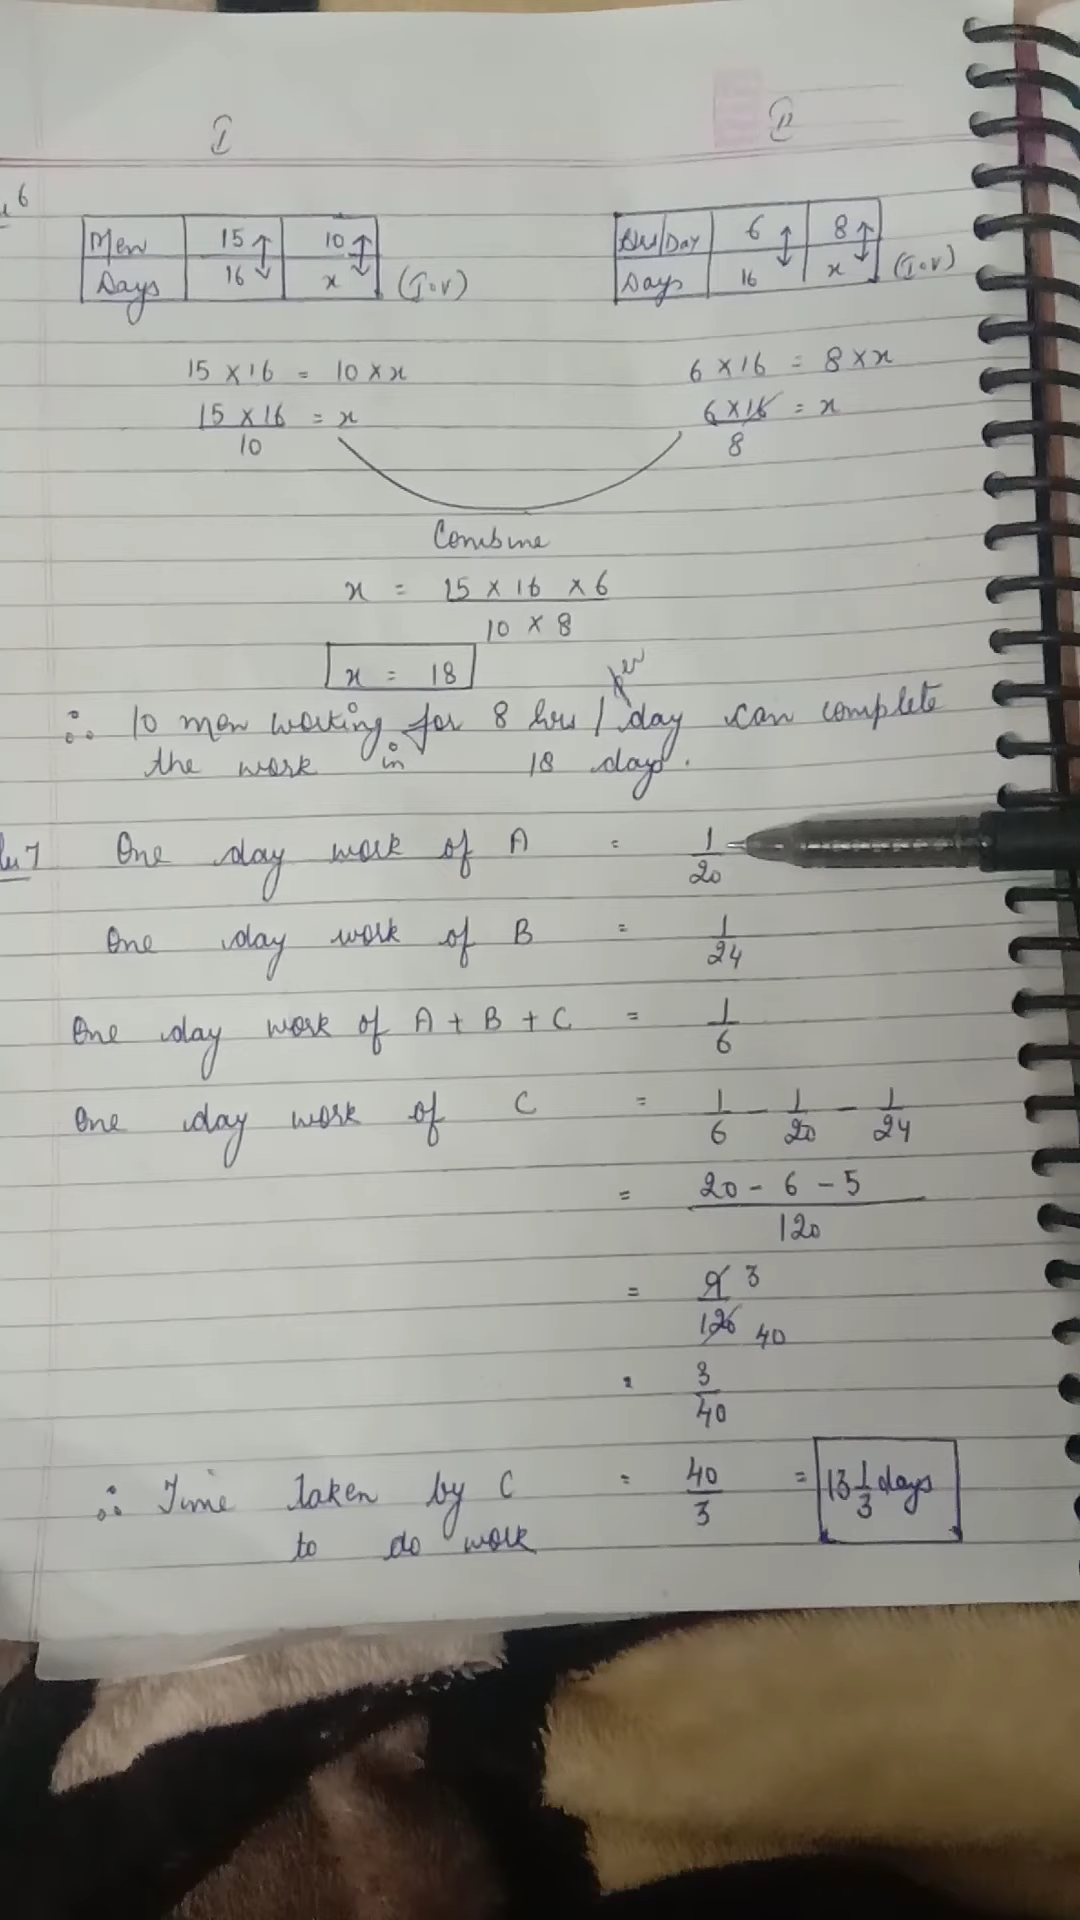 I II
6
Men 15 10
Days 16 x (I.V)
Hrs/Day 6 8
Days 16 x (I.V)
15 × 16 = 10 × x
6 × 16 = 8 × x
15 × 16 = x
10
6 × 16 = x
8
Combine
x = 15 × 16 × 6
10 × 8
x = 18
per
∴ 10 men working for 8 hrs / day can complete
the work in 18 days.
7 One day work of A = 1/20
One day work of B = 1/24
One day work of A + B + C = 1/6
One day work of C = 1/6 - 1/20 - 1/24
= 20 - 6 - 5
120
= 9 3
120 40
= 3/40
∴ Time taken by C = 40/3 = 13 1/3 days
to do work